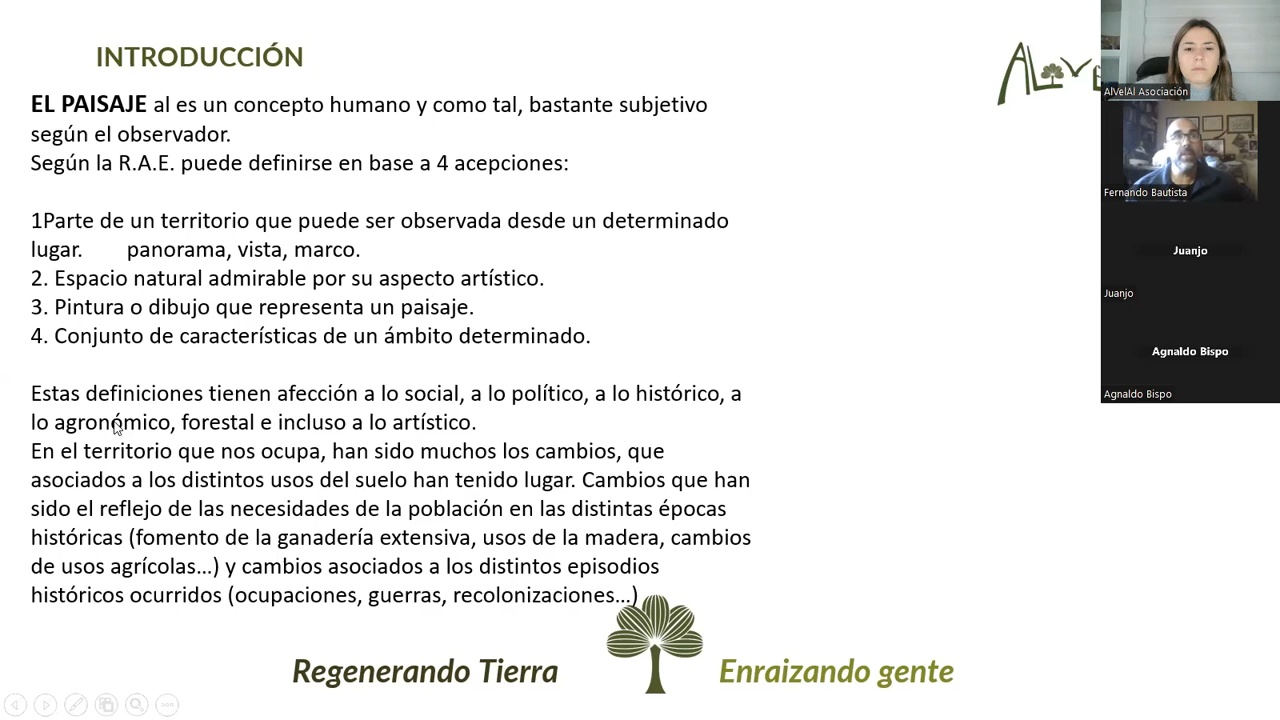 INTRODUCCIÓN
EL PAISAJE al es un concepto humano y como tal, bastante subjetivo
según el observador.
Según la R.A.E. puede definirse en base a 4 acepciones:
1Parte de un territorio que puede ser observada desde un determinado
lugar. panorama, vista, marco.
2. Espacio natural admirable por su aspecto artístico.
3. Pintura o dibujo que representa un paisaje.
4. Conjunto de características de un ámbito determinado.
Estas definiciones tienen afección a lo social, a lo político, a lo histórico, a
lo agronómico, forestal e incluso a lo artístico.
En el territorio que nos ocupa, han sido muchos los cambios, que
asociados a los distintos usos del suelo han tenido lugar. Cambios que han
sido el reflejo de las necesidades de la población en las distintas épocas
históricas (fomento de la ganadería extensiva, usos de la madera, cambios
de usos agrícolas...) y cambios asociados a los distintos episodios
históricos ocurridos (ocupaciones, guerras, recolonizaciones...)
Regenerando Tierra
Enraizando gente
AlVelAl Asociación
Fernando Bautista
Juanjo
Juanjo
Agnaldo Bispo
Agnaldo Bispo